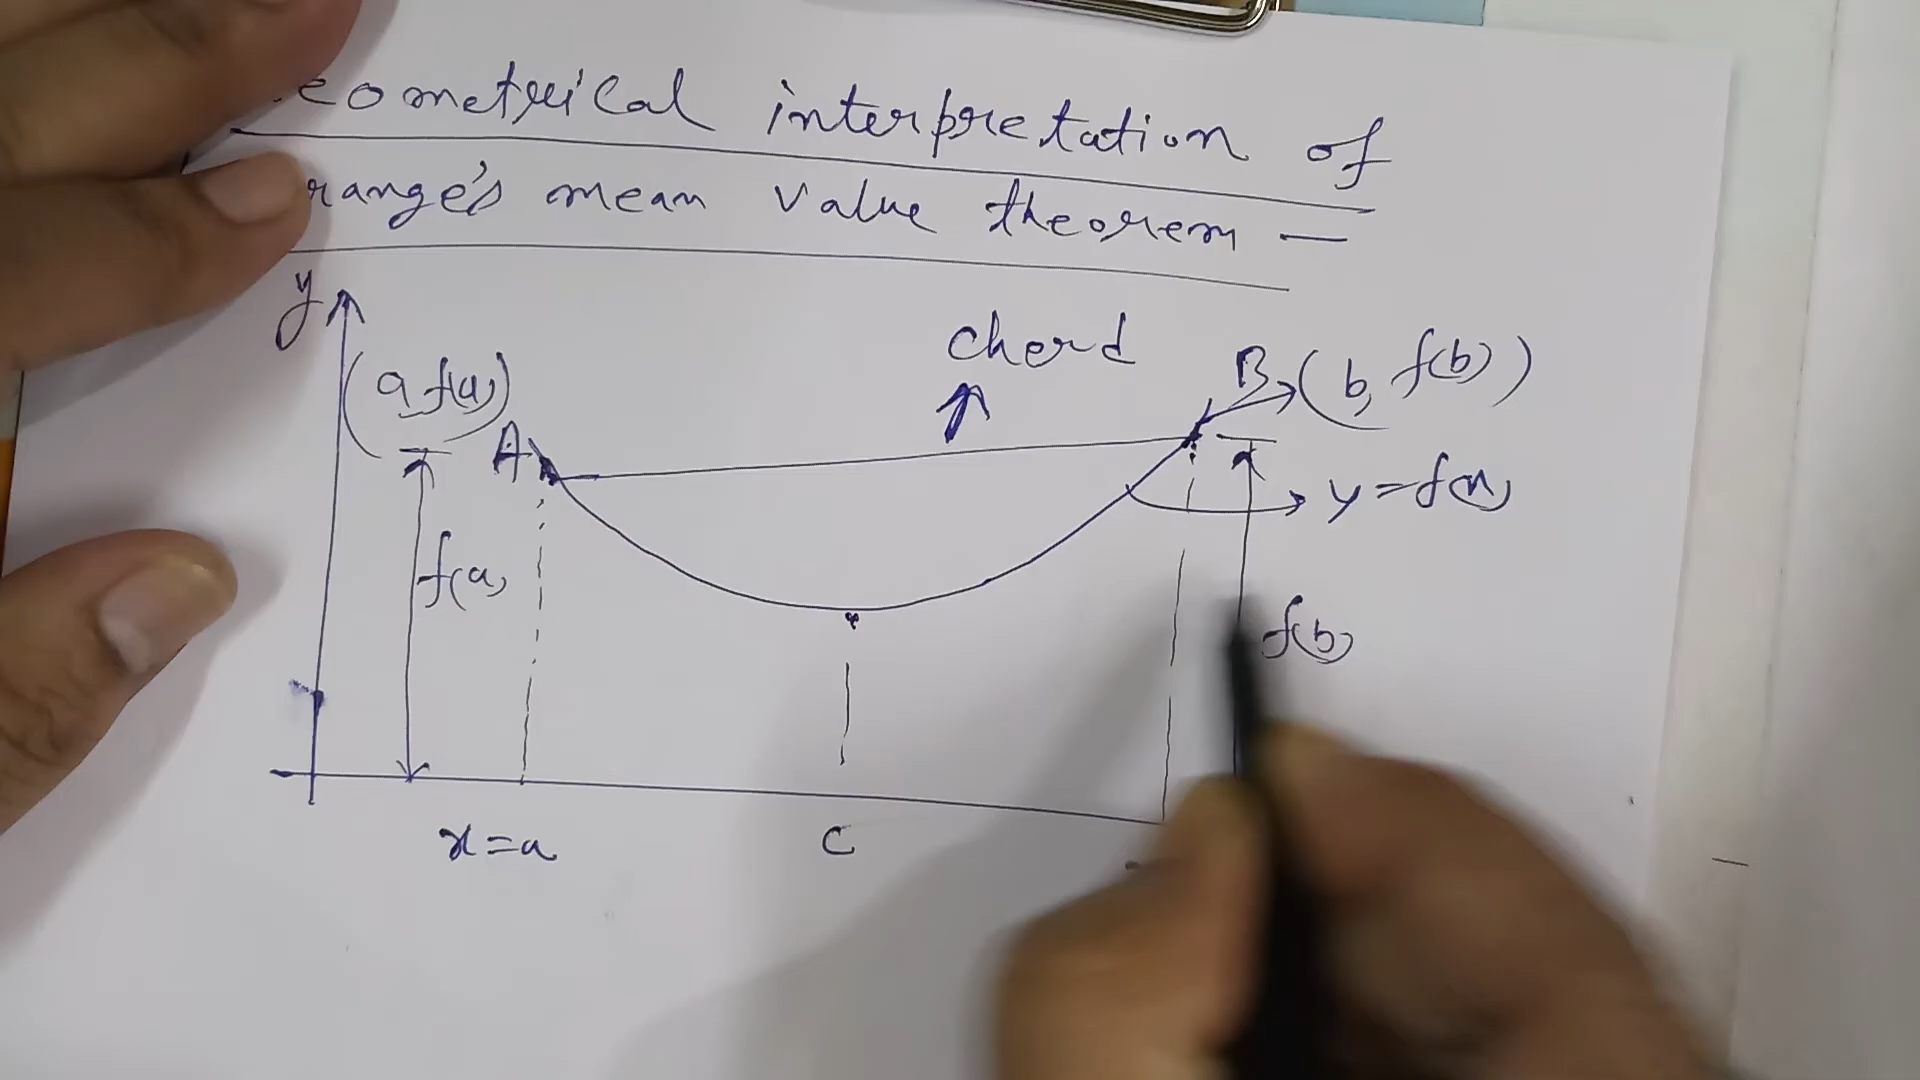 eometrical interpretation of
range's mean value theorem —
y
chord
(a, f(a))
B (b, f(b))
A
y = f(x)
f(a)
f(b)
x = a
c